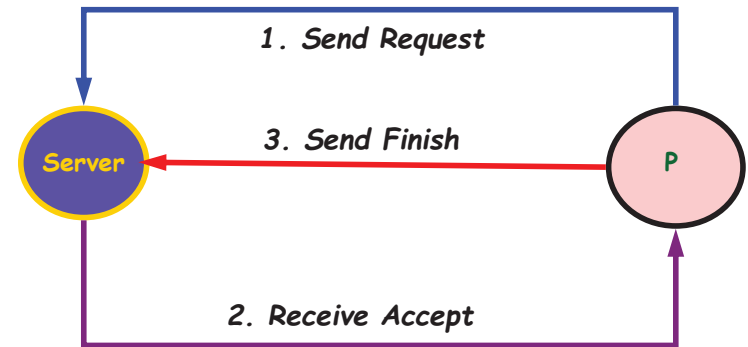 1. Send Request
3. Send Finish
Server
P
2. Receive Accept